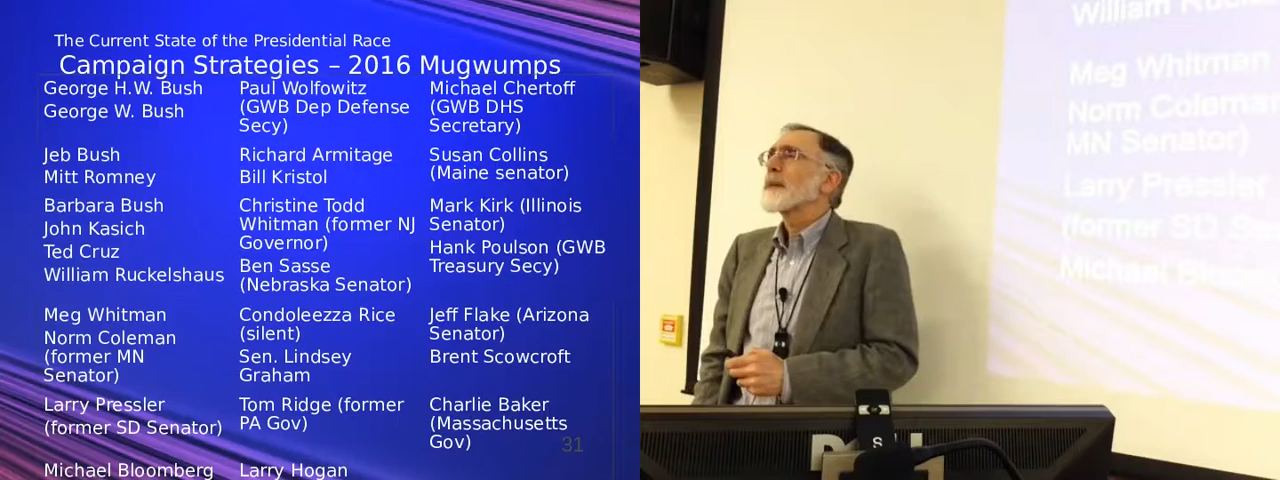 The Current State of the Presidential Race
Campaign Strategies – 2016 Mugwumps
George H.W. Bush
George W. Bush
Jeb Bush
Mitt Romney
Barbara Bush
John Kasich
Ted Cruz
William Ruckelshaus
Meg Whitman
Norm Coleman
(former MN
Senator)
Larry Pressler
(former SD Senator)
Michael Bloomberg
Paul Wolfowitz
(GWB Dep Defense
Secy)
Richard Armitage
Bill Kristol
Christine Todd
Whitman (former NJ
Governor)
Ben Sasse
(Nebraska Senator)
Condoleezza Rice
(silent)
Sen. Lindsey
Graham
Tom Ridge (former
PA Gov)
Larry Hogan
Michael Chertoff
(GWB DHS
Secretary)
Susan Collins
(Maine senator)
Mark Kirk (Illinois
Senator)
Hank Poulson (GWB
Treasury Secy)
Jeff Flake (Arizona
Senator)
Brent Scowcroft
Charlie Baker
(Massachusetts
Gov)
31
William
Meg Whitman
Norm Coleman
MN Senator)
Larry Pressler
(former SD
Michael